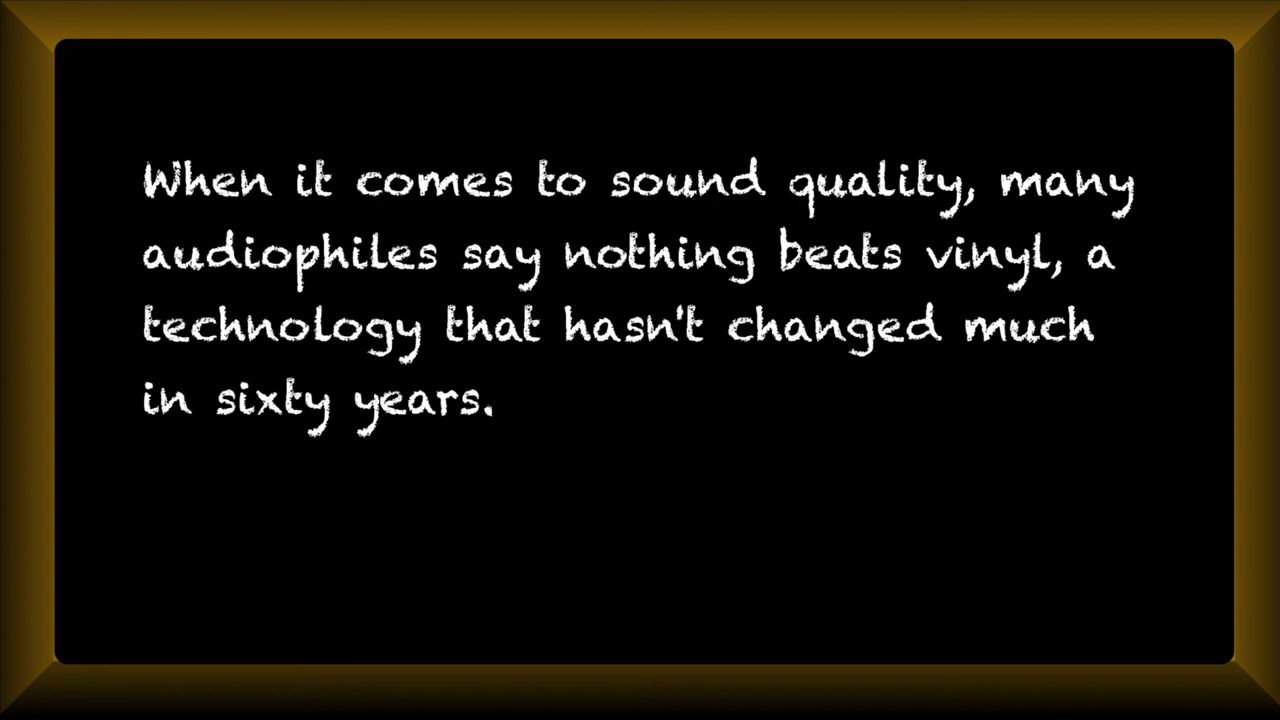 When it comes to sound quality, many
audiophiles say nothing beats vinyl, a
technology that hasn't changed much
in sixty years.